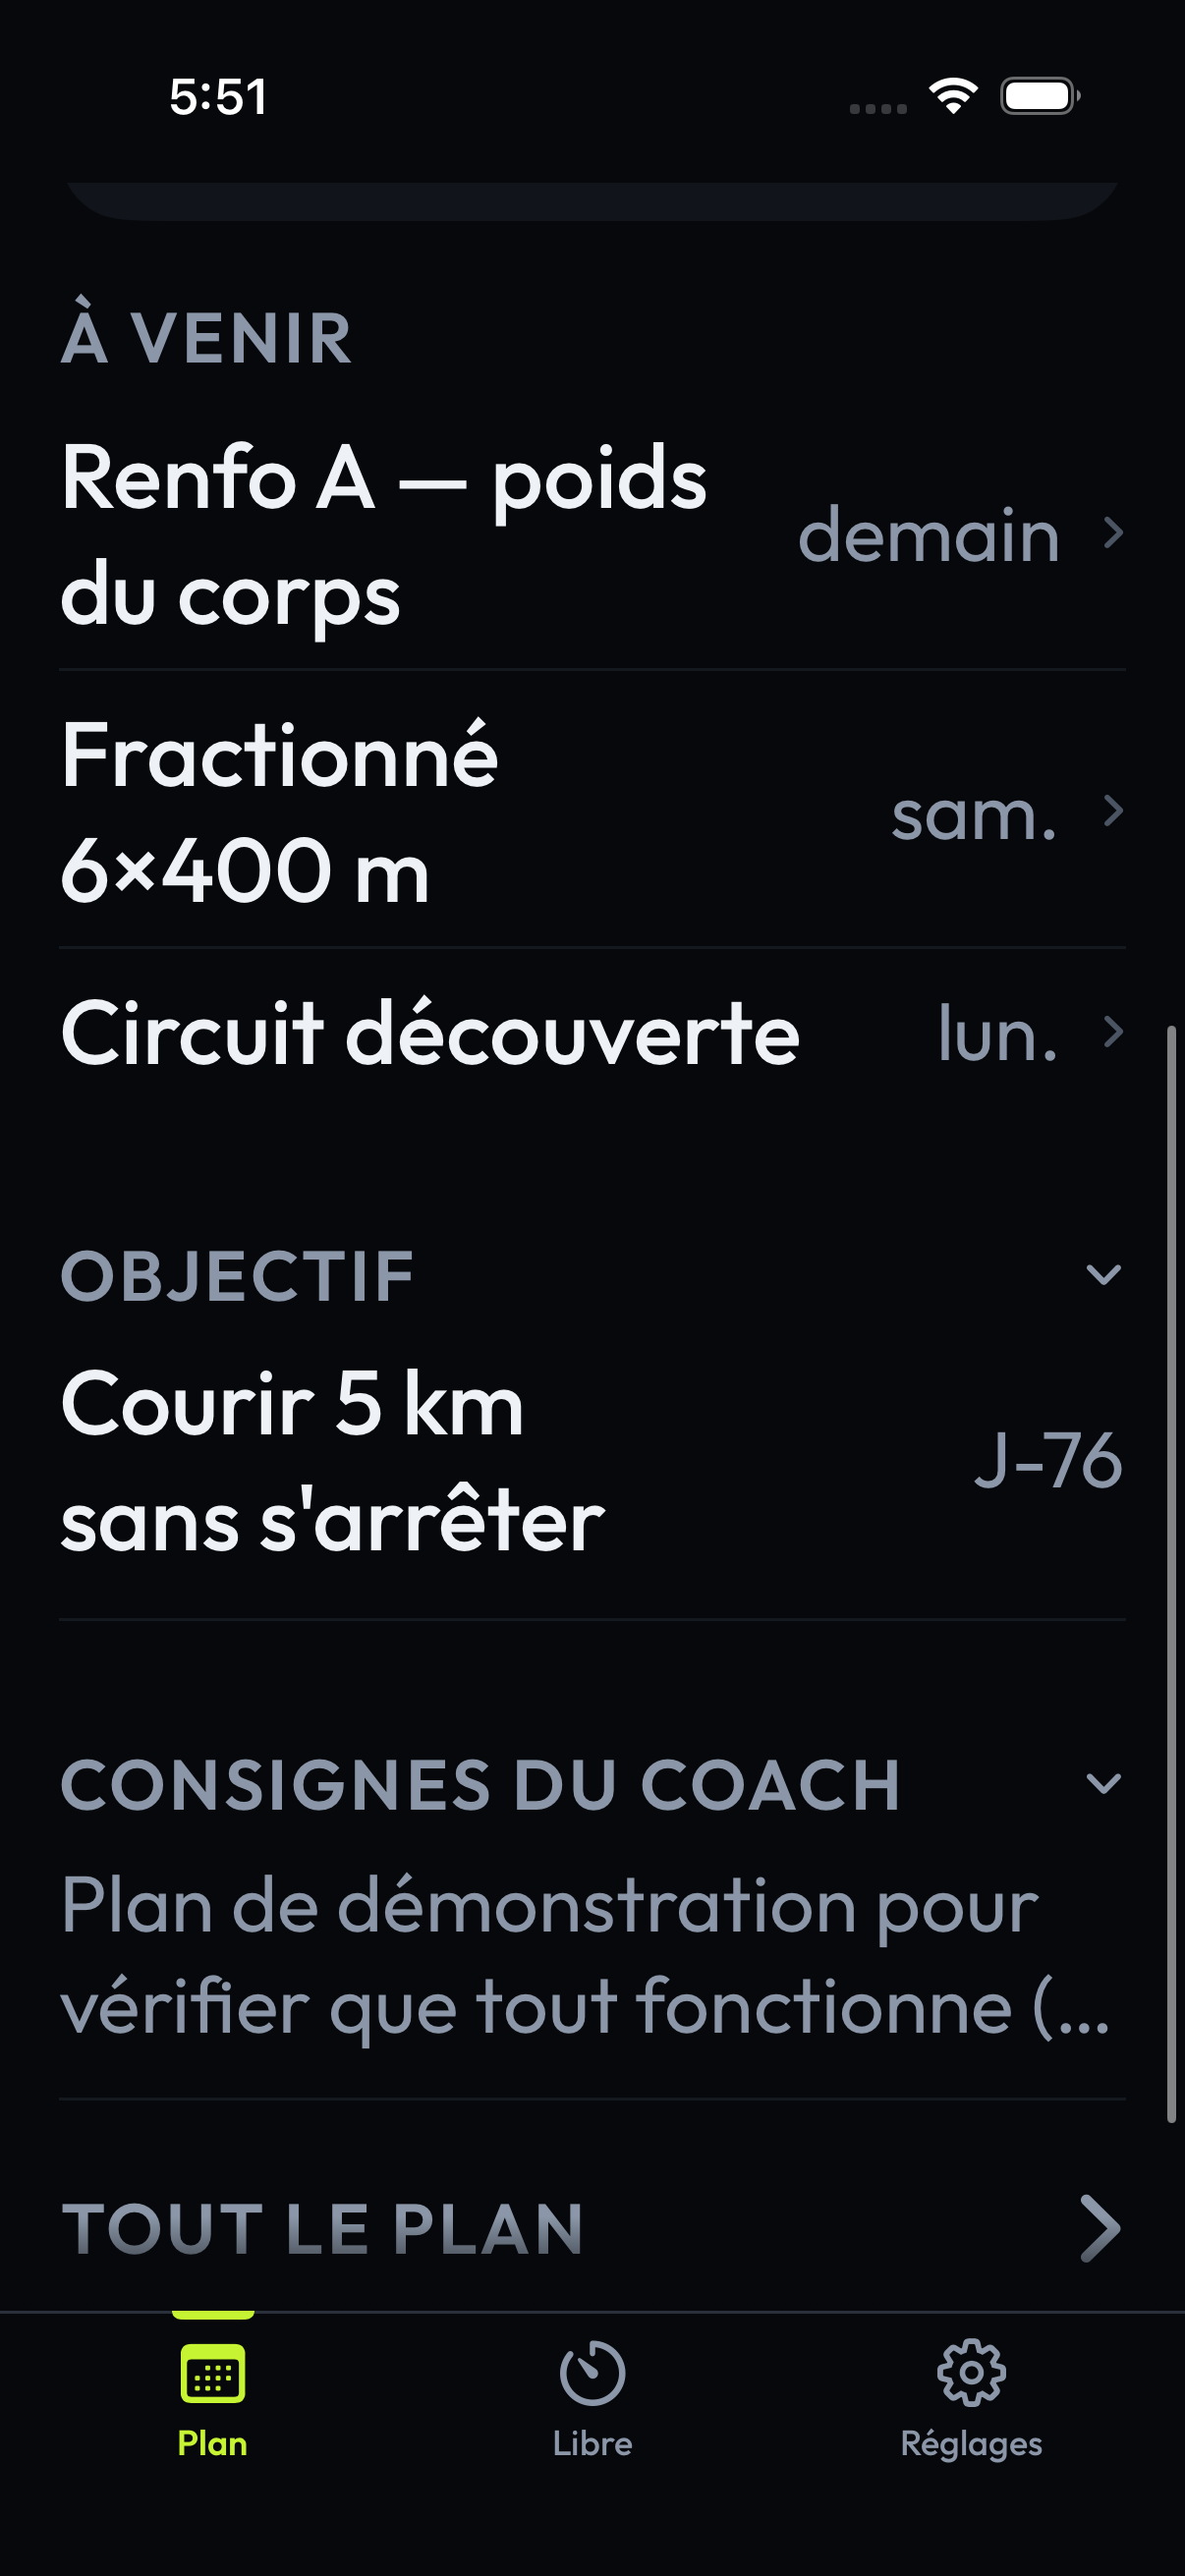 5:51
À VENIR
Renfo A — poids
du corps
demain
Fractionné
6×400 m
sam.
Circuit découverte
lun.
OBJECTIF
Courir 5 km
sans s'arrêter
J-76
CONSIGNES DU COACH
Plan de démonstration pour
vérifier que tout fonctionne (...
TOUT LE PLAN
Plan
Libre
Réglages